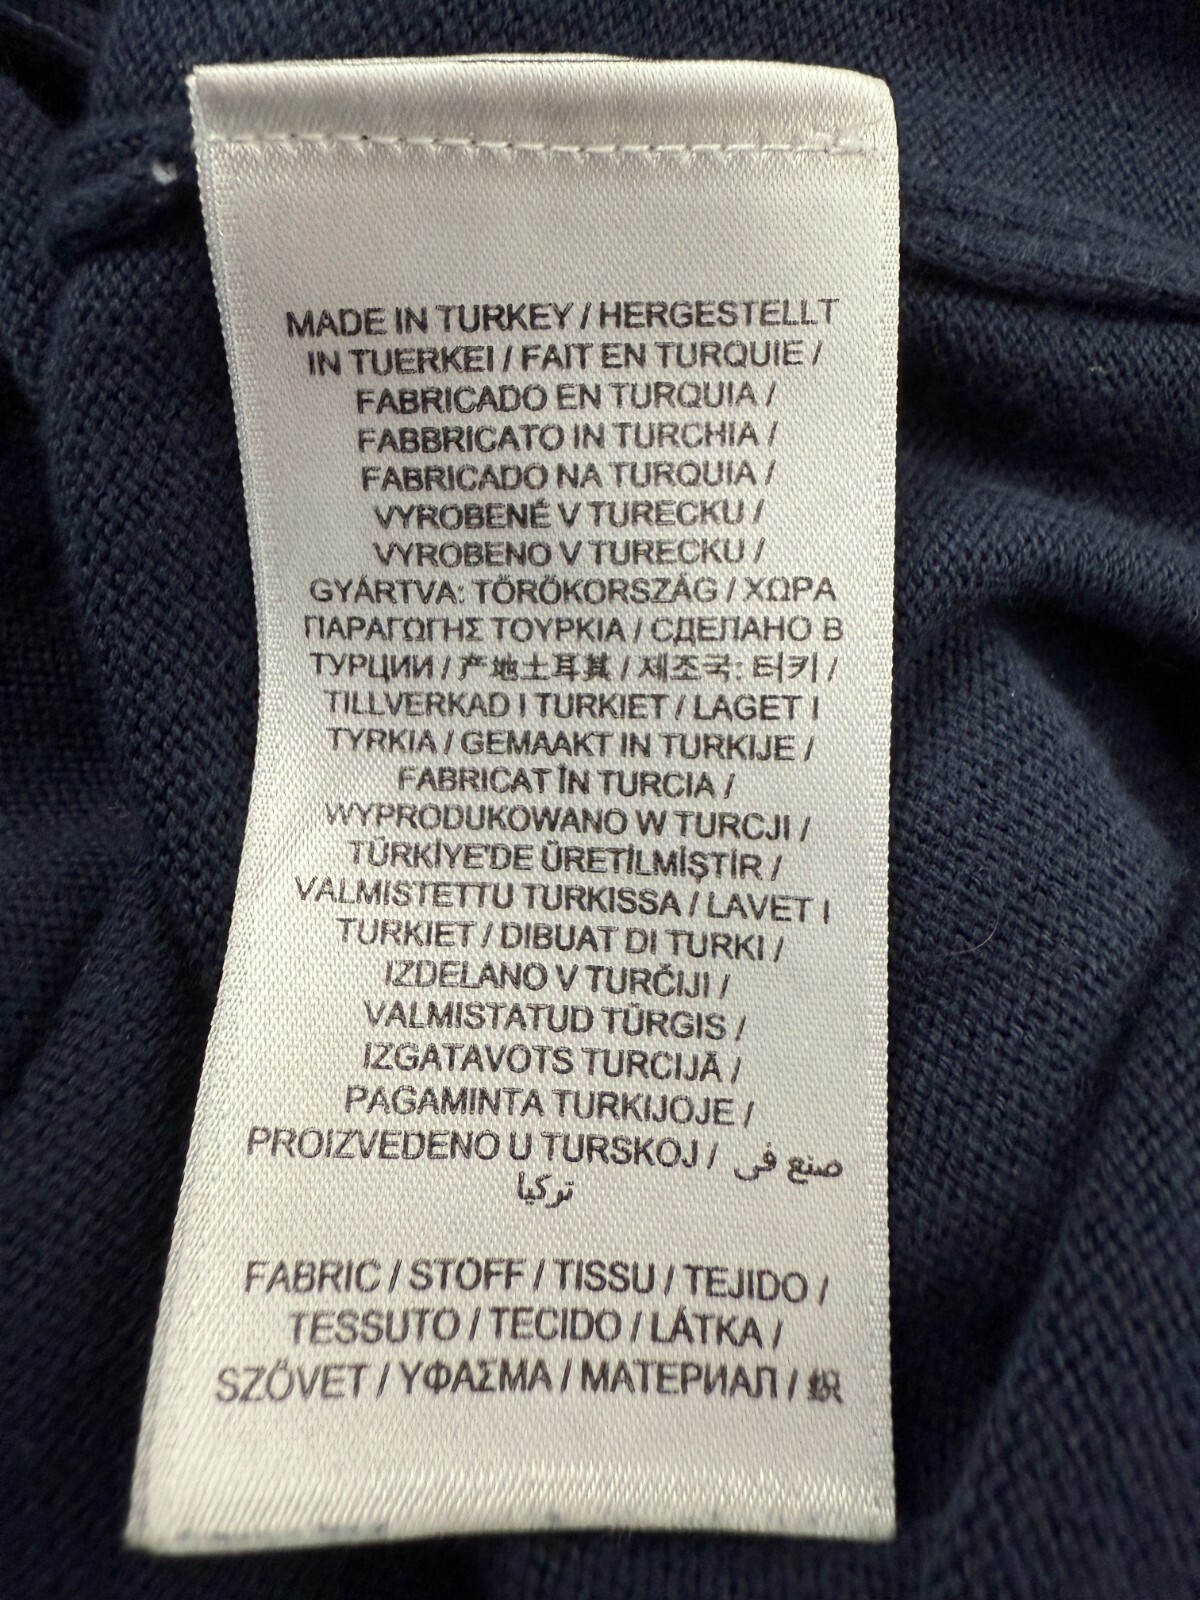 MADE IN TURKEY / HERGESTELLT
IN TUERKEI / FAIT EN TURQUIE /
FABRICADO EN TURQUIA /
FABBRICATO IN TURCHIA /
FABRICADO NA TURQUIA /
VYROBENÉ V TURECKU /
VYROBENO V TURECKU /
GYÁRTVA: TÖRÖKORSZÁG / ΧΩΡΑ
ΠΑΡΑΓΩΓΗΣ ΤΟΥΡΚΙΑ / СДЕЛАНО В
ТУРЦИИ / 产地土耳其 / 제조국: 터키 /
TILLVERKAD I TURKIET / LAGET I
TYRKIA / GEMAAKT IN TURKIJE /
FABRICAT ÎN TURCIA /
WYPRODUKOWANO W TURCJI /
TÜRKİYE'DE ÜRETİLMİŞTİR /
VALMISTETTU TURKISSA / LAVET I
TURKIET / DIBUAT DI TURKI /
IZDELANO V TURČIJI /
VALMISTATUD TÜRGIS /
IZGATAVOTS TURCIJĀ /
PAGAMINTA TURKIJOJE /
PROIZVEDENO U TURSKOJ / صنع في
تركيا
FABRIC / STOFF / TISSU / TEJIDO /
TESSUTO / TECIDO / LÁTKA /
SZÖVET / ΥΦΑΣΜΑ / МАТЕРИАЛ /